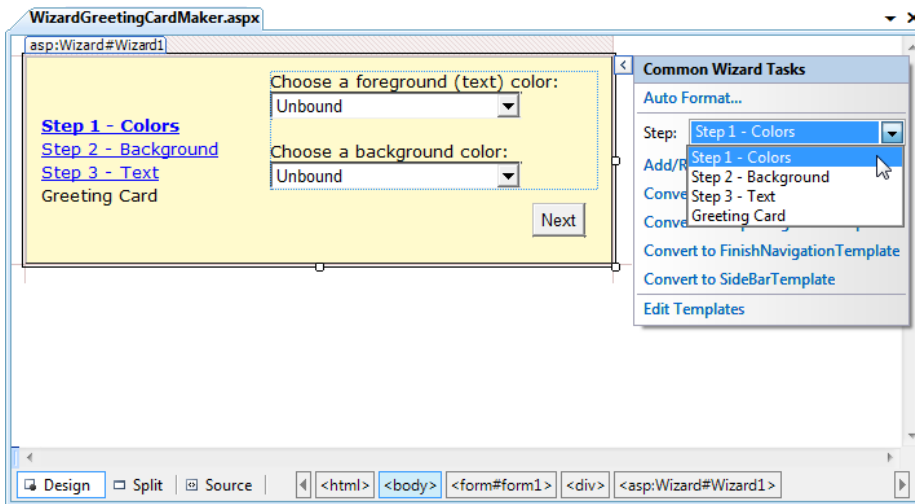 WizardGreetingCardMaker.aspx
asp:Wizard#Wizard1
Choose a foreground (text) color:
Unbound
Step 1 - Colors
Step 2 - Background
Step 3 - Text
Greeting Card
Choose a background color:
Unbound
Next
Common Wizard Tasks
Auto Format...
Step: Step 1 - Colors
Step 1 - Colors
Step 2 - Background
Step 3 - Text
Greeting Card
Add/R
Conve
Conve
Convert to FinishNavigationTemplate
Convert to SideBarTemplate
Edit Templates
Design Split Source <html> <body> <form#form1> <div> <asp:Wizard#Wizard1>